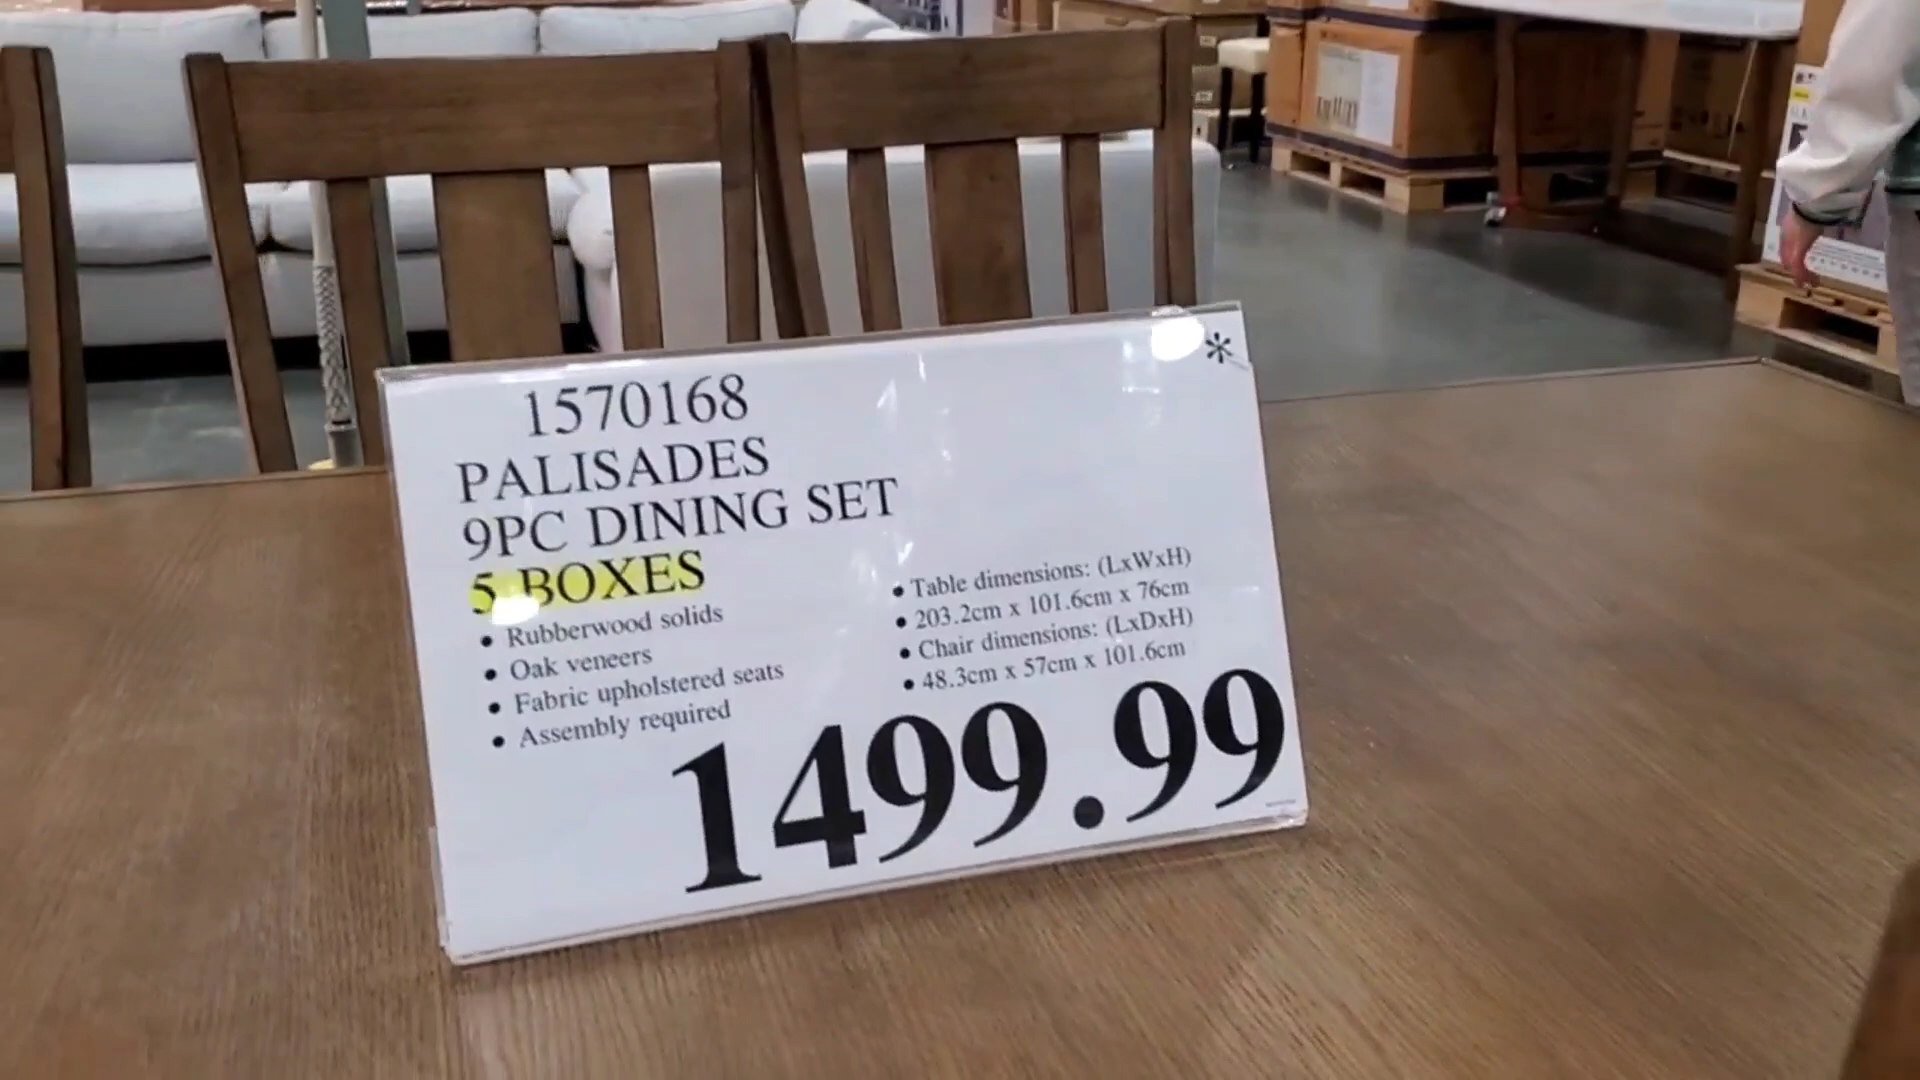 *
1570168
PALISADES
9PC DINING SET
5 BOXES
• Rubberwood solids
• Oak veneers
• Fabric upholstered seats
• Assembly required
• Table dimensions: (LxWxH)
• 203.2cm x 101.6cm x 76cm
• Chair dimensions: (LxDxH)
• 48.3cm x 57cm x 101.6cm
1499.99